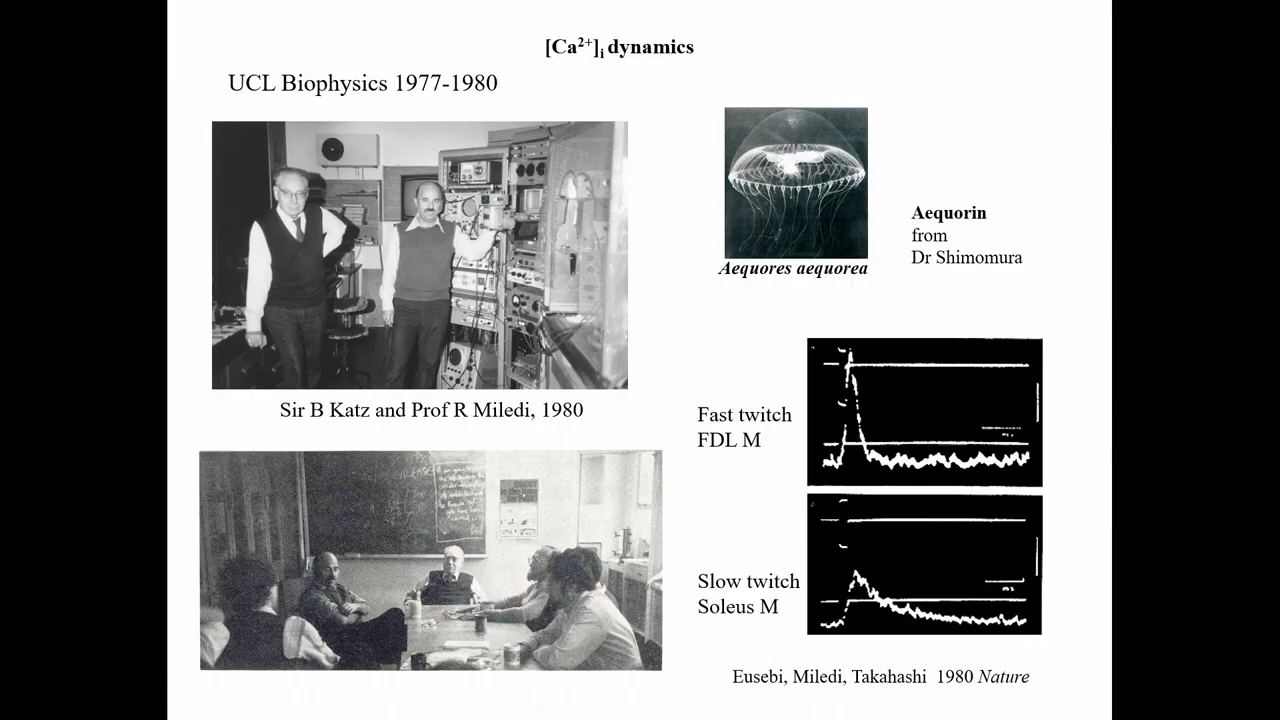 [Ca²⁺]ᵢ dynamics
UCL Biophysics 1977-1980
Aequorin
from
Dr Shimomura
Aequores aequorea
Sir B Katz and Prof R Miledi, 1980
Fast twitch
FDL M
Slow twitch
Soleus M
Eusebi, Miledi, Takahashi 1980 Nature